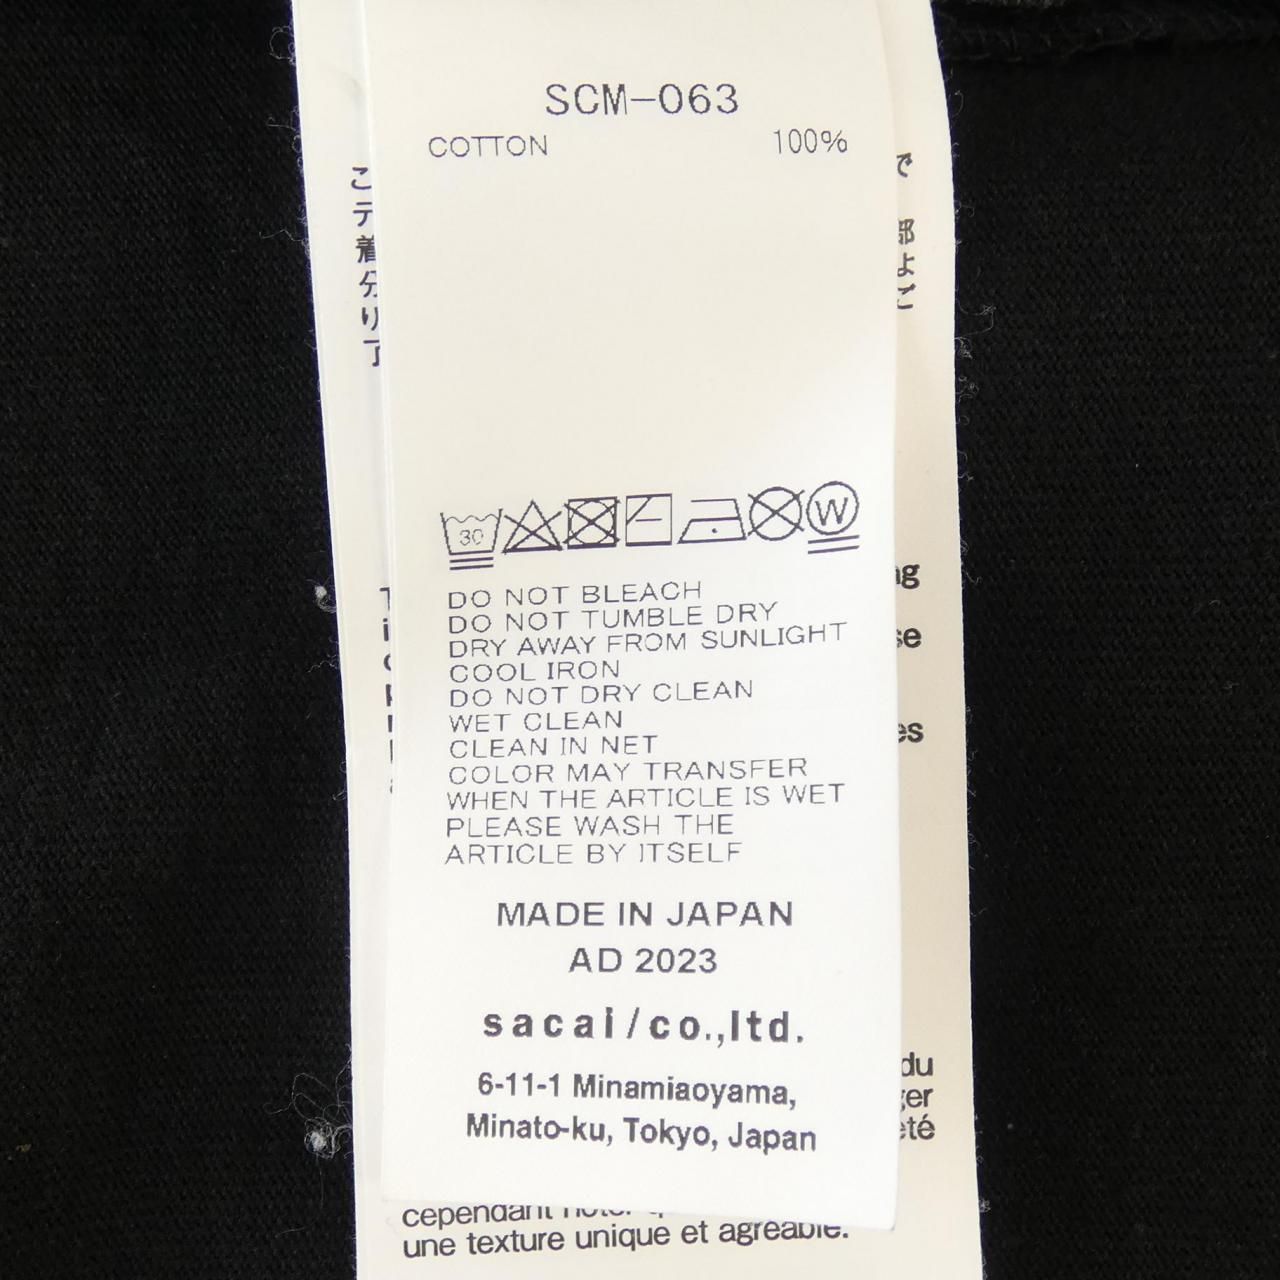 SCM-063
COTTON 100%
30
W
DO NOT BLEACH
DO NOT TUMBLE DRY
DRY AWAY FROM SUNLIGHT
COOL IRON
DO NOT DRY CLEAN
WET CLEAN
CLEAN IN NET
COLOR MAY TRANSFER
WHEN THE ARTICLE IS WET
PLEASE WASH THE
ARTICLE BY ITSELF
MADE IN JAPAN
AD 2023
sacai/co.,ltd.
6-11-1 Minamiaoyama,
Minato-ku, Tokyo, Japan
cependant noter
une texture unique et agréable.